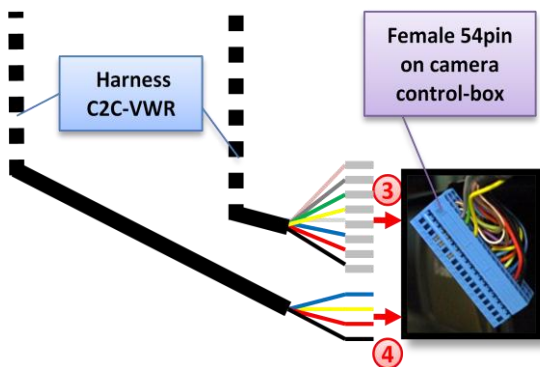 Harness
C2C-VWR
Female 54pin
on camera
control-box
3
4